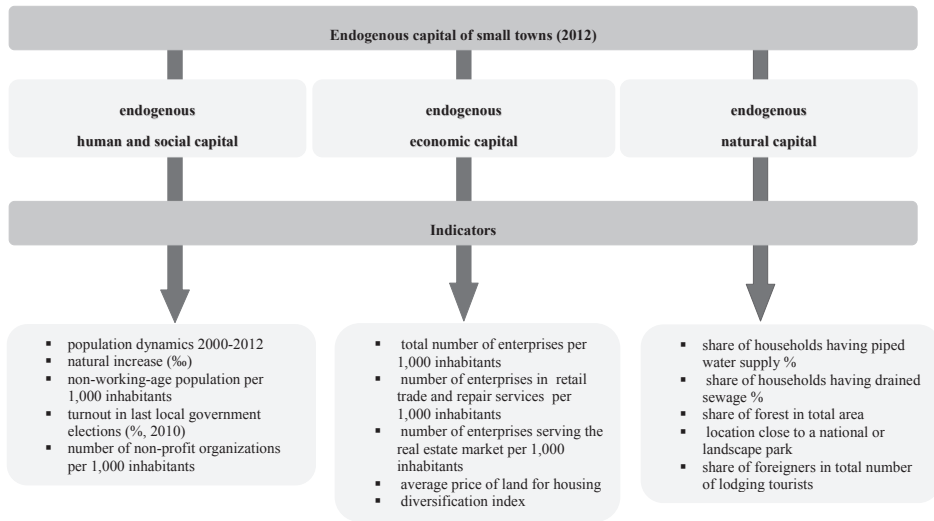 Endogenous capital of small towns (2012)
endogenous
human and social capital
endogenous
economic capital
endogenous
natural capital
Indicators
▪ population dynamics 2000-2012
▪ natural increase (‰)
▪ non-working-age population per
1,000 inhabitants
▪ turnout in last local government
elections (%, 2010)
▪ number of non-profit organizations
per 1,000 inhabitants
▪ total number of enterprises per
1,000 inhabitants
▪ number of enterprises in retail
trade and repair services per
1,000 inhabitants
▪ number of enterprises serving the
real estate market per 1,000
inhabitants
▪ average price of land for housing
▪ diversification index
▪ share of households having piped
water supply %
▪ share of households having drained
sewage %
▪ share of forest in total area
▪ location close to a national or
landscape park
▪ share of foreigners in total number
of lodging tourists